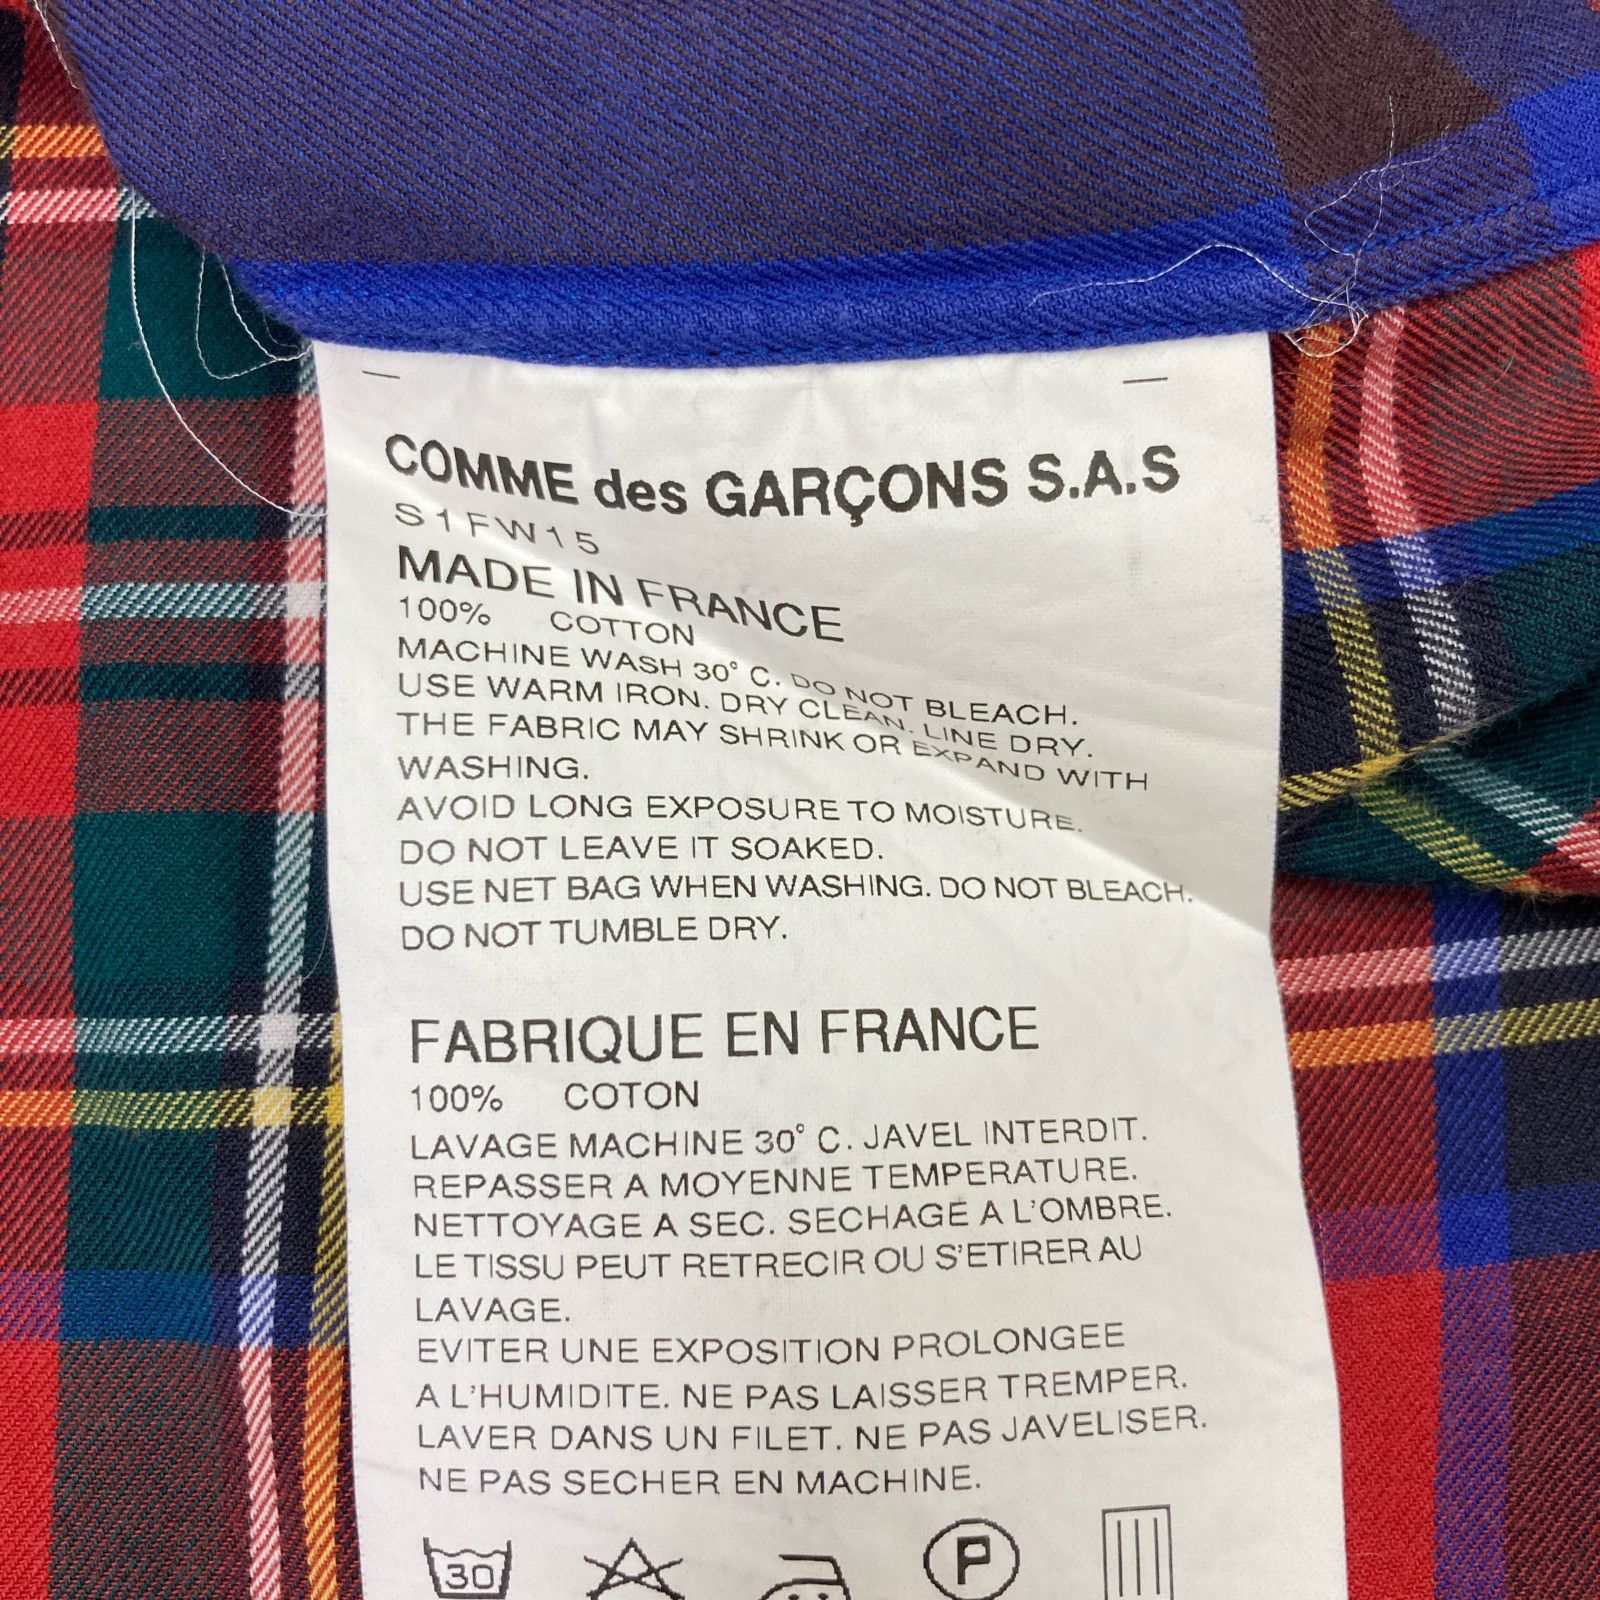 COMME des GARÇONS S.A.S
S1FW15
MADE IN FRANCE
100% COTTON
MACHINE WASH 30° C. DO NOT BLEACH.
USE WARM IRON. DRY CLEAN. LINE DRY.
THE FABRIC MAY SHRINK OR EXPAND WITH
WASHING.
AVOID LONG EXPOSURE TO MOISTURE.
DO NOT LEAVE IT SOAKED.
USE NET BAG WHEN WASHING. DO NOT BLEACH.
DO NOT TUMBLE DRY.
FABRIQUE EN FRANCE
100% COTON
LAVAGE MACHINE 30° C. JAVEL INTERDIT.
REPASSER A MOYENNE TEMPERATURE.
NETTOYAGE A SEC. SECHAGE A L'OMBRE.
LE TISSU PEUT RETRECIR OU S'ETIRER AU
LAVAGE.
EVITER UNE EXPOSITION PROLONGEE
A L'HUMIDITE. NE PAS LAISSER TREMPER.
LAVER DANS UN FILET. NE PAS JAVELISER.
NE PAS SECHER EN MACHINE.
30 P